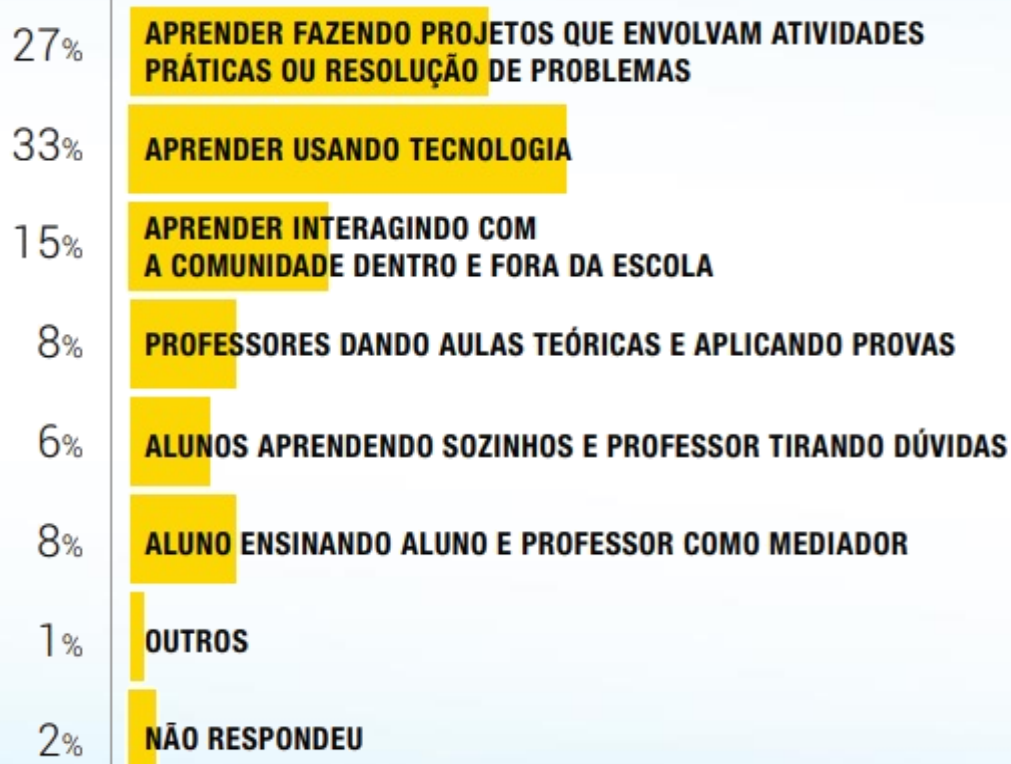 27% APRENDER FAZENDO PROJETOS QUE ENVOLVAM ATIVIDADES
PRÁTICAS OU RESOLUÇÃO DE PROBLEMAS
33% APRENDER USANDO TECNOLOGIA
15% APRENDER INTERAGINDO COM
A COMUNIDADE DENTRO E FORA DA ESCOLA
8% PROFESSORES DANDO AULAS TEÓRICAS E APLICANDO PROVAS
6% ALUNOS APRENDENDO SOZINHOS E PROFESSOR TIRANDO DÚVIDAS
8% ALUNO ENSINANDO ALUNO E PROFESSOR COMO MEDIADOR
1% OUTROS
2% NÃO RESPONDEU